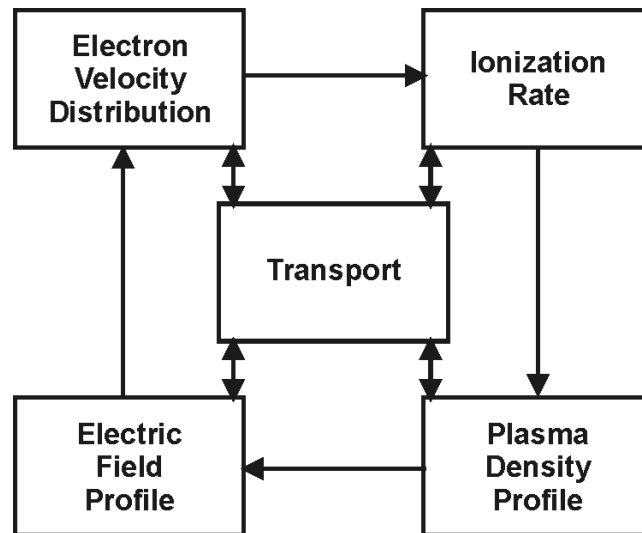 Electron
Velocity
Distribution
Ionization
Rate
Transport
Electric
Field
Profile
Plasma
Density
Profile